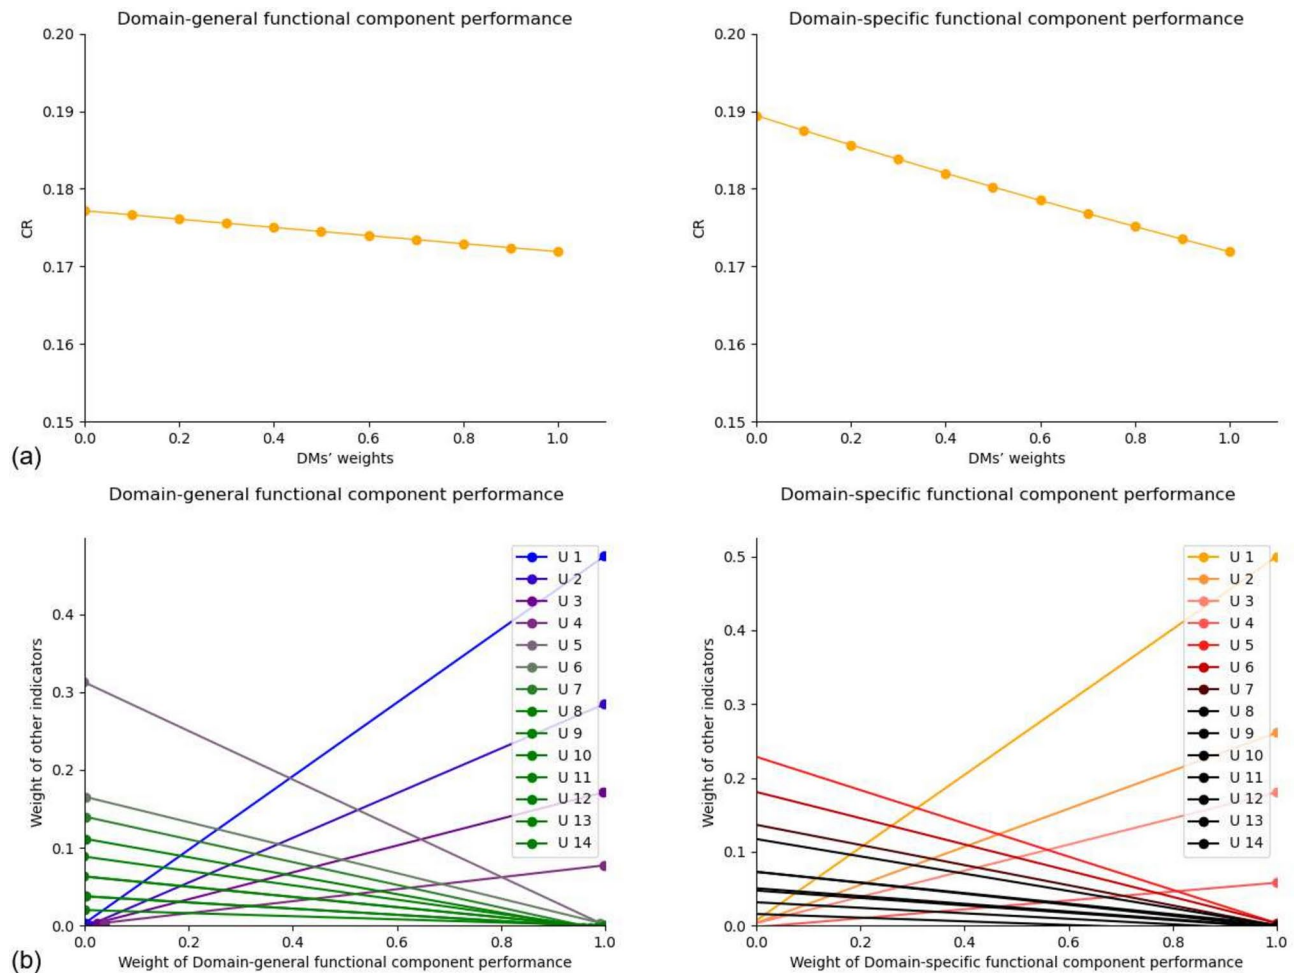 Domain-general functional component performance
0.20
0.19
0.18
0.17
0.16
0.15
CR
0.0 0.2 0.4 0.6 0.8 1.0
DMs’ weights
Domain-specific functional component performance
0.20
0.19
0.18
0.17
0.16
0.15
CR
0.0 0.2 0.4 0.6 0.8 1.0
DMs’ weights
(a)
Domain-general functional component performance
0.4
0.3
0.2
0.1
0.0
Weight of other indicators
U 1
U 2
U 3
U 4
U 5
U 6
U 7
U 8
U 9
U 10
U 11
U 12
U 13
U 14
0.0 0.2 0.4 0.6 0.8 1.0
Weight of Domain-general functional component performance
Domain-specific functional component performance
0.5
0.4
0.3
0.2
0.1
0.0
Weight of other indicators
U 1
U 2
U 3
U 4
U 5
U 6
U 7
U 8
U 9
U 10
U 11
U 12
U 13
U 14
0.0 0.2 0.4 0.6 0.8 1.0
Weight of Domain-specific functional component performance
(b)